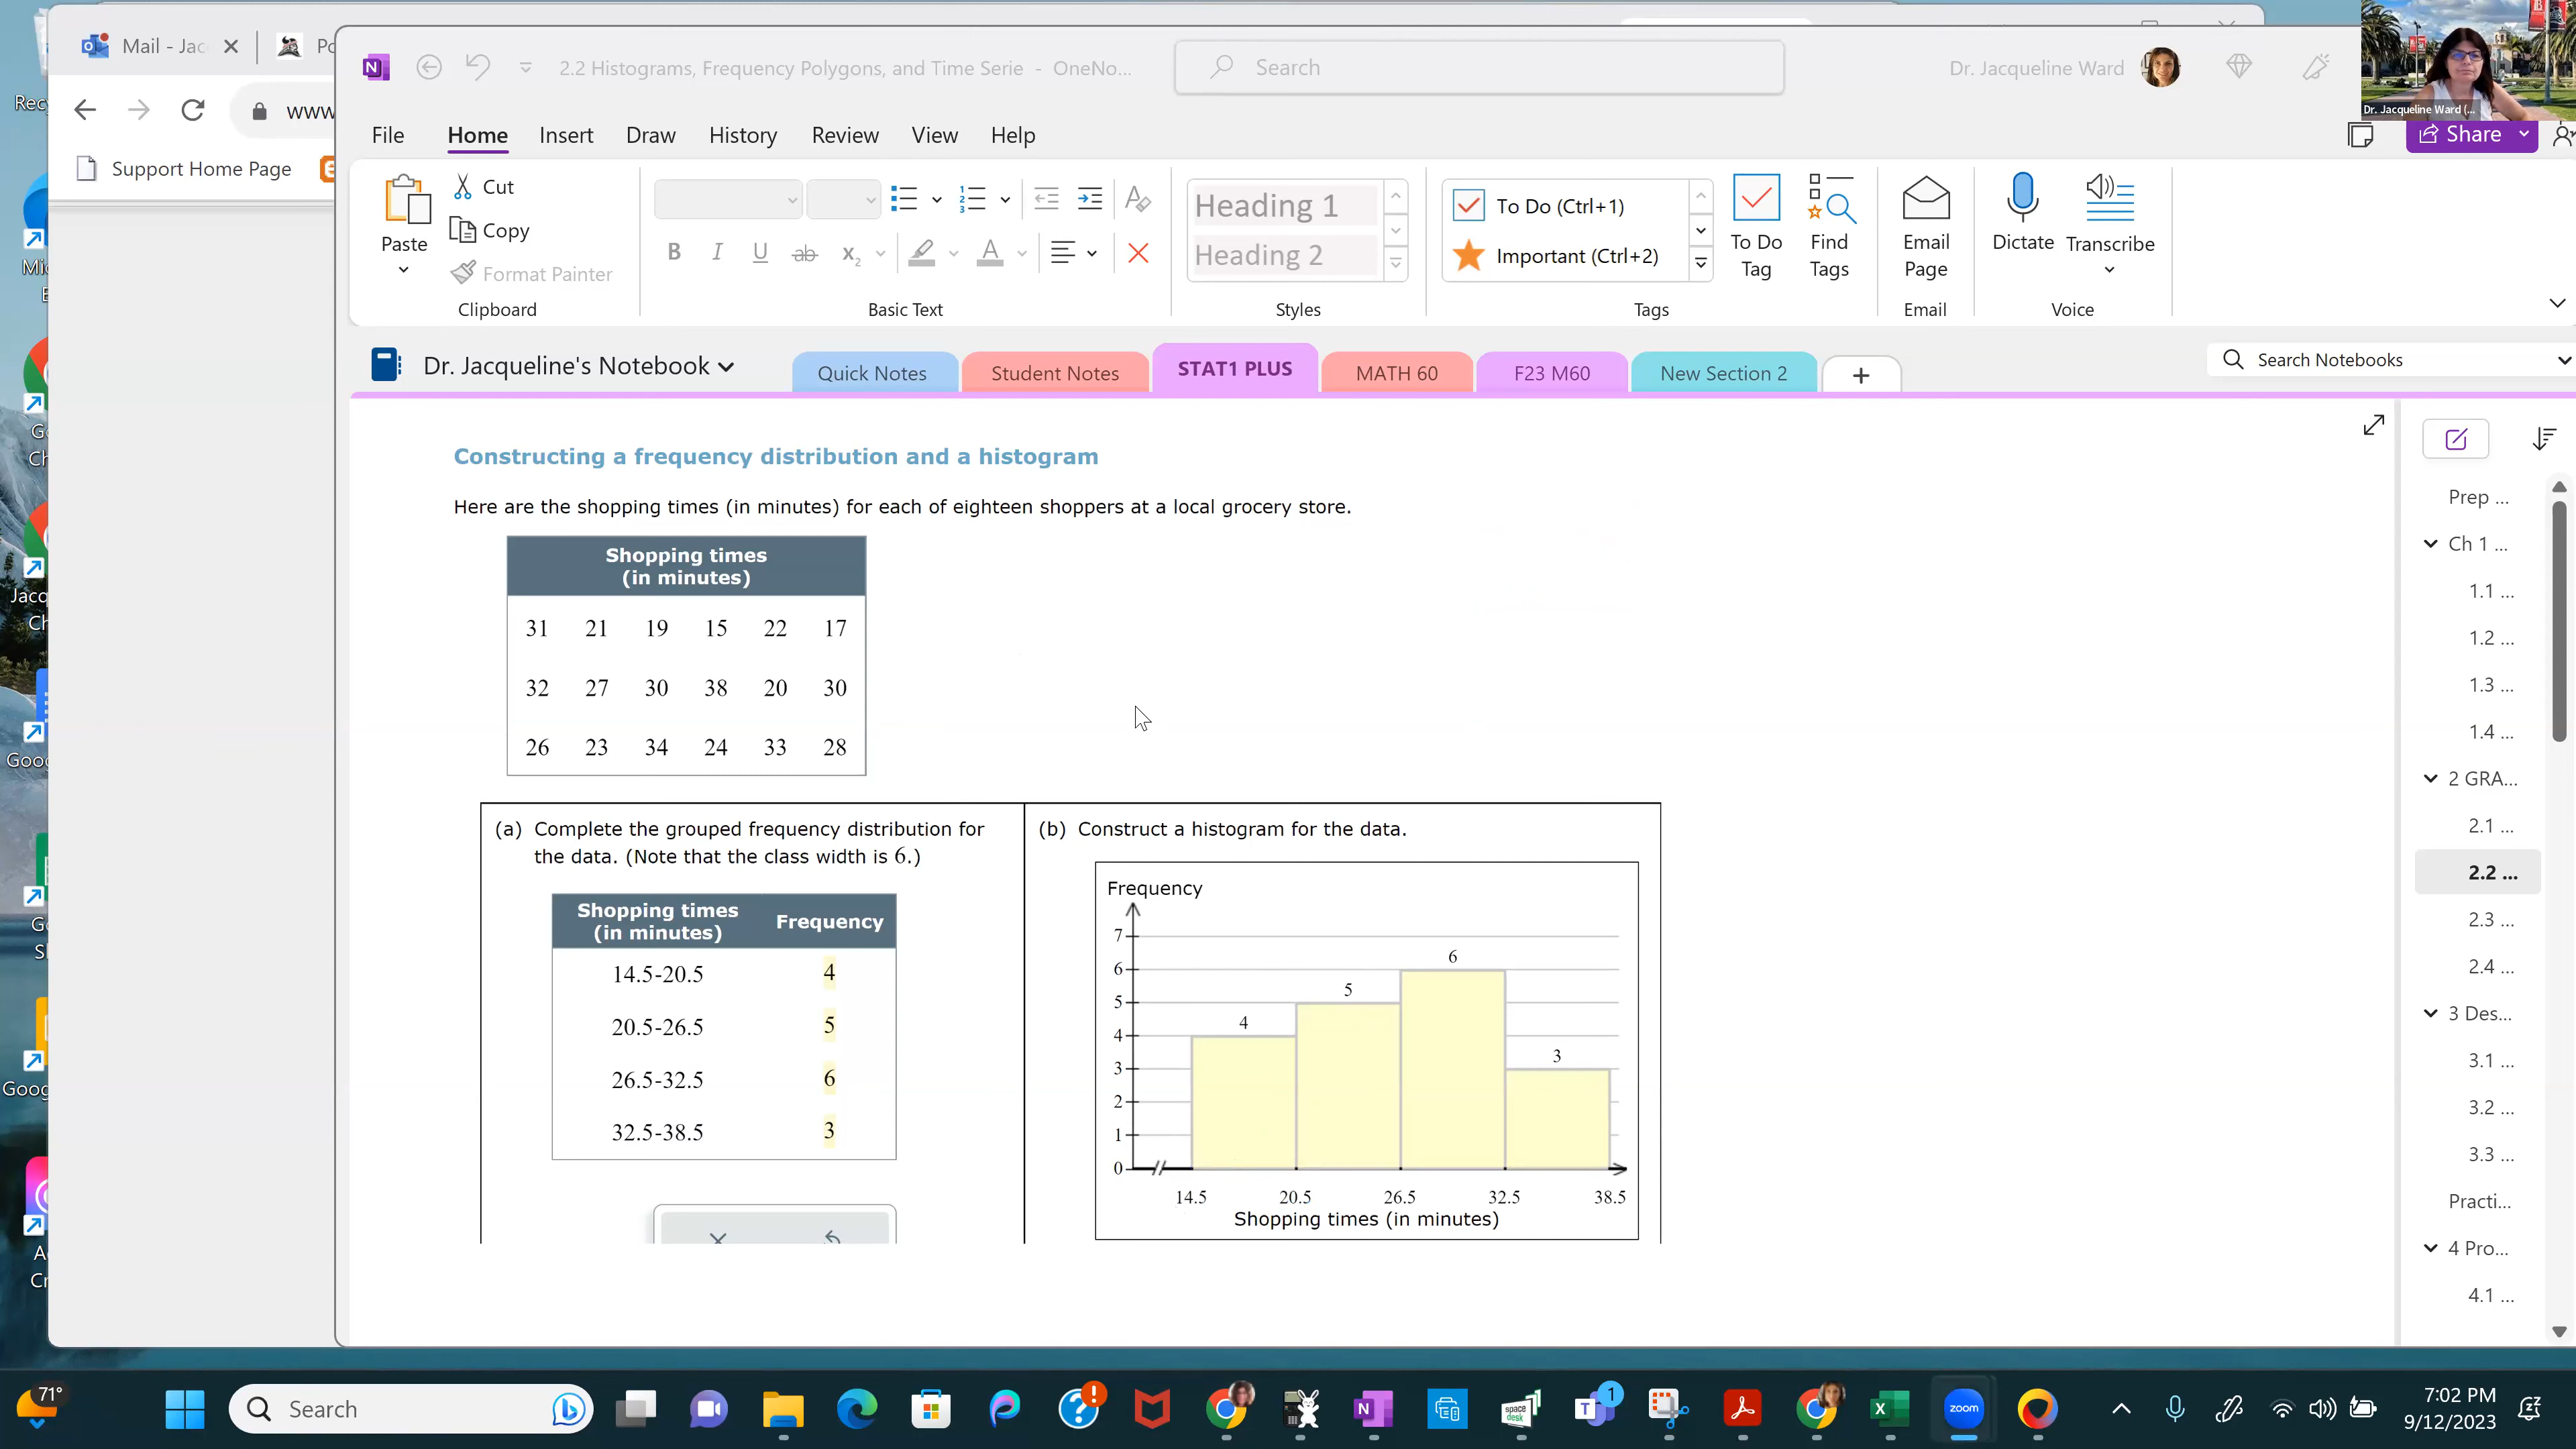 Mail - Jac
Po
2.2 Histograms, Frequency Polygons, and Time Serie - OneNo...
Search
Dr. Jacqueline Ward
Dr. Jacqueline Ward (...
www
File Home Insert Draw History Review View Help
Share
Support Home Page
Paste
Cut
Copy
Format Painter
Clipboard
Basic Text
Heading 1
Heading 2
Styles
To Do (Ctrl+1)
Important (Ctrl+2)
To Do Tag
Find Tags
Tags
Email Page
Email
Dictate
Transcribe
Voice
Dr. Jacqueline's Notebook
Quick Notes
Student Notes
STAT1 PLUS
MATH 60
F23 M60
New Section 2
+
Search Notebooks
Constructing a frequency distribution and a histogram
Here are the shopping times (in minutes) for each of eighteen shoppers at a local grocery store.
Shopping times
(in minutes)
31 21 19 15 22 17
32 27 30 38 20 30
26 23 34 24 33 28
(a) Complete the grouped frequency distribution for
the data. (Note that the class width is 6.)
Shopping times
(in minutes)
Frequency
14.5-20.5 4
20.5-26.5 5
26.5-32.5 6
32.5-38.5 3
(b) Construct a histogram for the data.
Frequency
7
6
5
4
3
2
1
0
4
5
6
3
14.5 20.5 26.5 32.5 38.5
Shopping times (in minutes)
Prep ...
Ch 1 ...
1.1 ...
1.2 ...
1.3 ...
1.4 ...
2 GRA...
2.1 ...
2.2 ...
2.3 ...
2.4 ...
3 Des...
3.1 ...
3.2 ...
3.3 ...
Practi...
4 Pro...
4.1 ...
71°
Search
space
desk
1
zoom
7:02 PM
9/12/2023